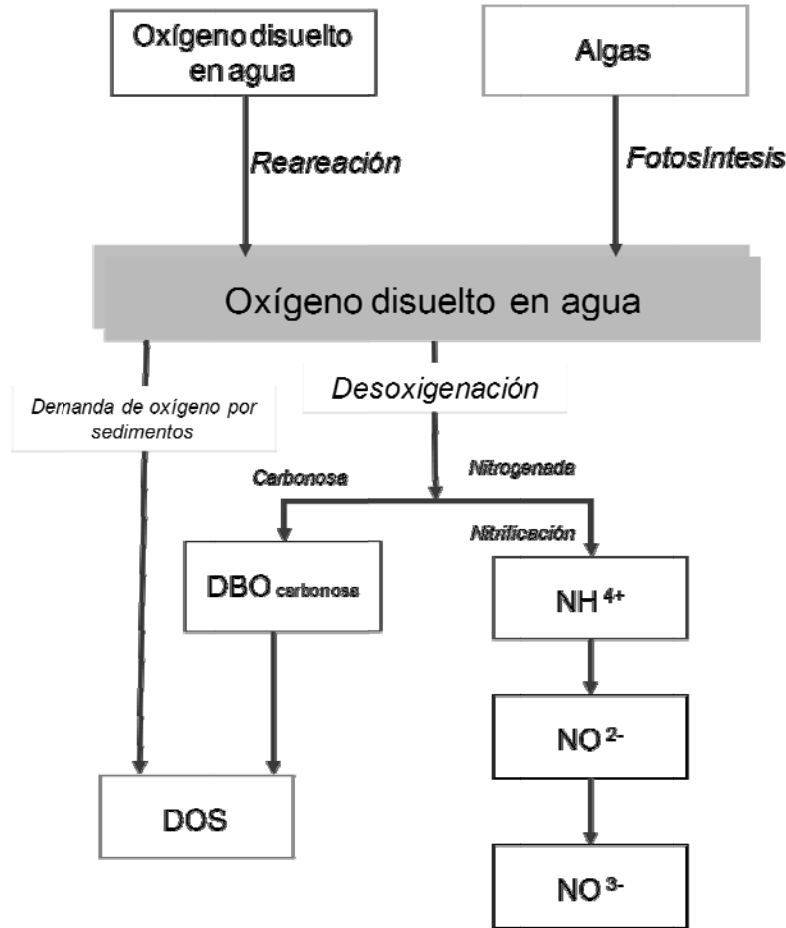 Oxígeno disuelto
en agua
Algas
Reareación
Fotosíntesis
Oxígeno disuelto en agua
Demanda de oxígeno por
sedimentos
Desoxigenación
Carbonosa
Nitrogenada
Nitrificación
DBO carbonosa
NH 4+
NO 2-
DOS
NO 3-